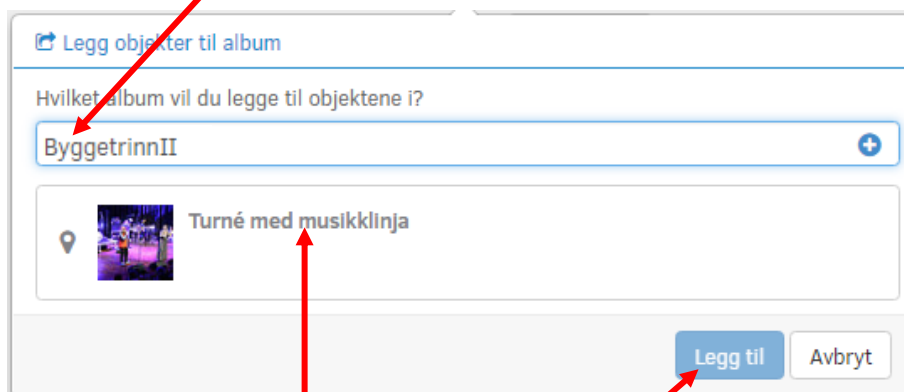 Legg objekter til album
Hvilket album vil du legge til objektene i?
ByggetrinnII
Turné med musikklinja
Legg til
Avbryt